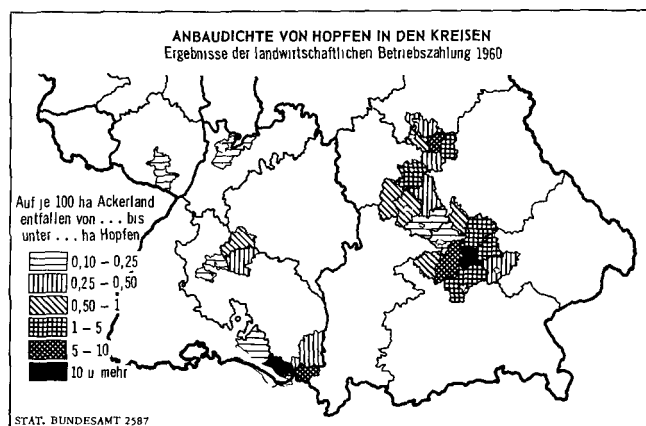 ANBAUDICHTE VON HOPFEN IN DEN KREISEN
Ergebnisse der landwirtschaftlichen Betriebszahlung 1960
Auf je 100 ha Ackerland
entfallen von ... bis
unter ... ha Hopfen
0,10 – 0,25
0,25 – 0,50
0,50 – 1
1 – 5
5 – 10
10 u mehr
STAT. BUNDESAMT 2587